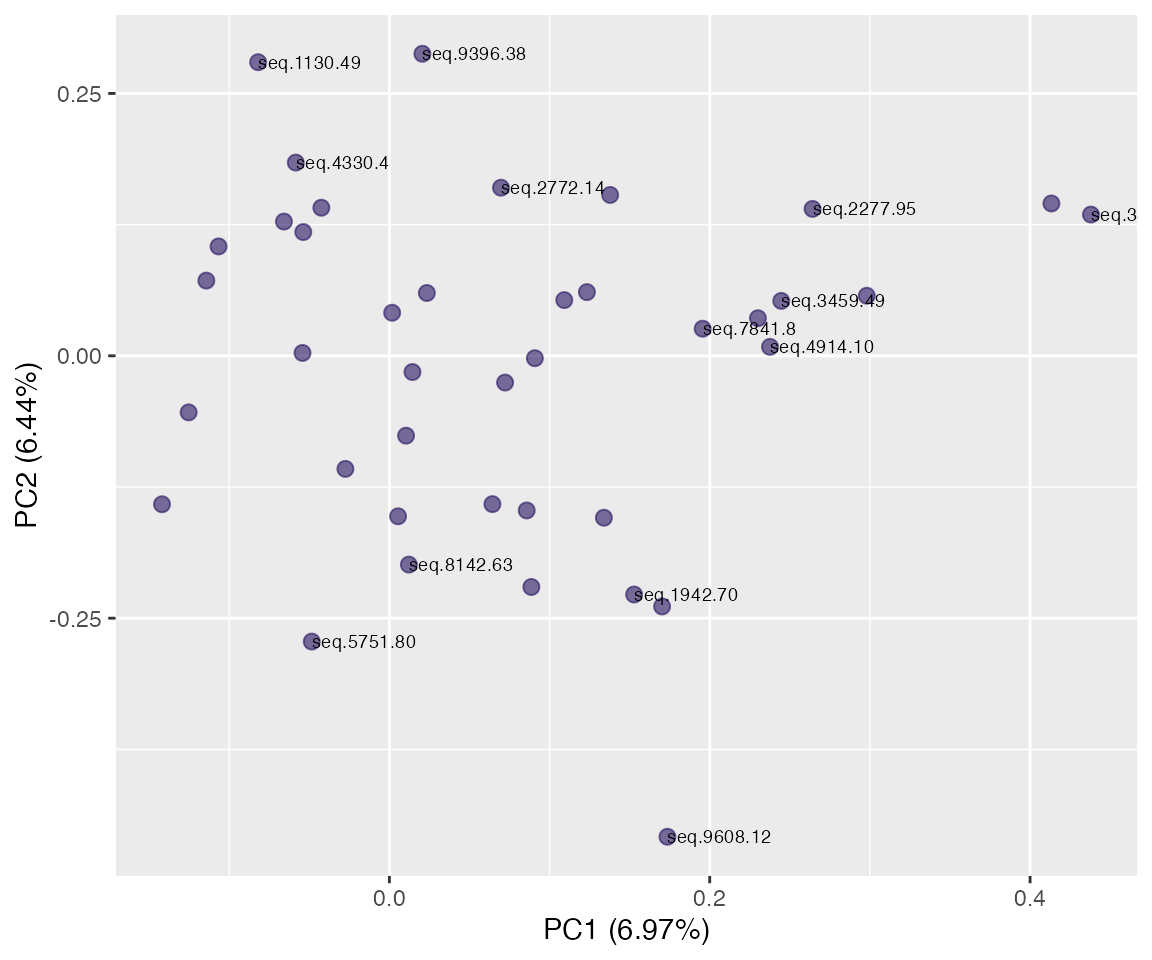 seq.9396.38
seq.1130.49
0.25
seq.4330.4
seq.2772.14
seq.2277.95
seq.3
seq.3459.49
seq.7841.8
seq.4914.10
0.00
PC2 (6.44%)
seq.8142.63
seq.1942.70
-0.25
seq.5751.80
seq.9608.12
0.0
0.2
0.4
PC1 (6.97%)